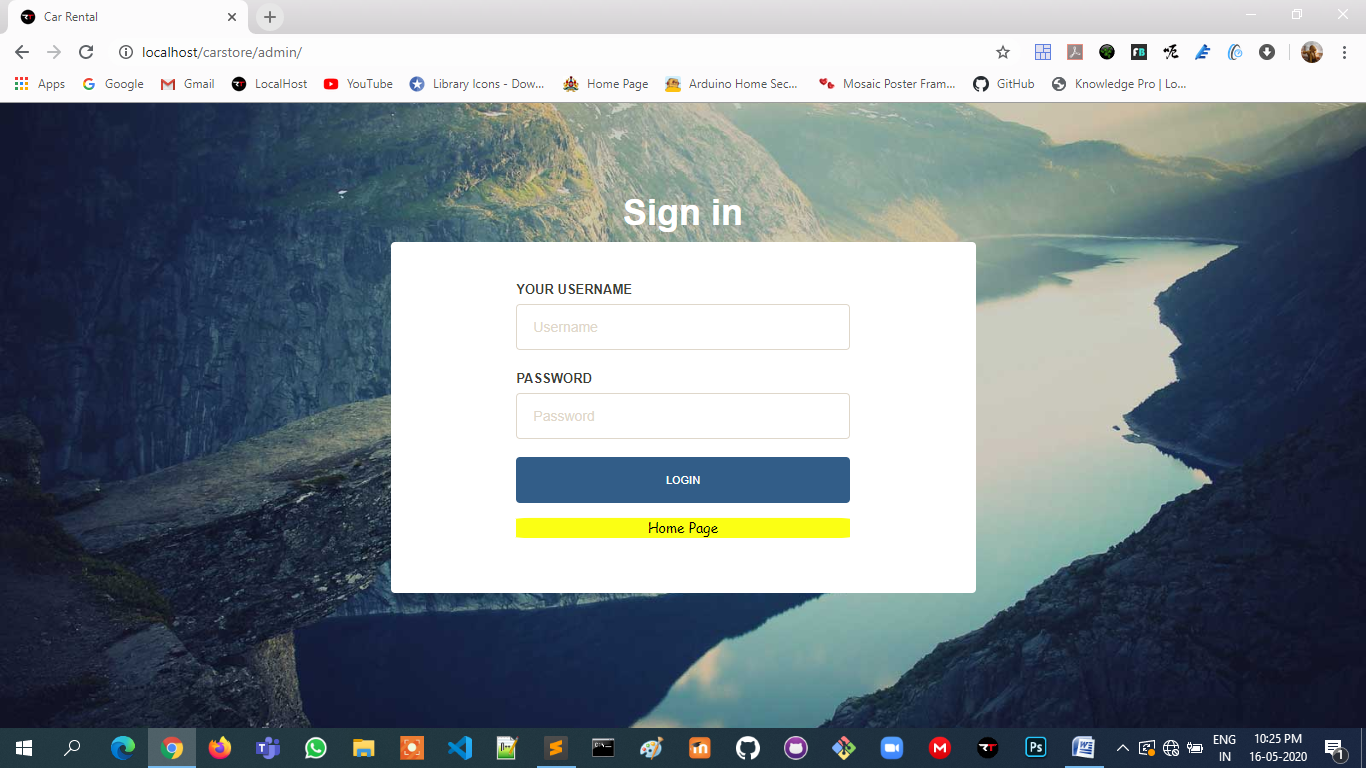 Car Rental
localhost/carstore/admin/
Apps Google Gmail LocalHost YouTube Library Icons - Dow... Home Page Arduino Home Sec... Mosaic Poster Fram... GitHub Knowledge Pro | Lo...
Sign in
YOUR USERNAME
Username
PASSWORD
Password
LOGIN
Home Page
ENG
IN
10:25 PM
16-05-2020
1